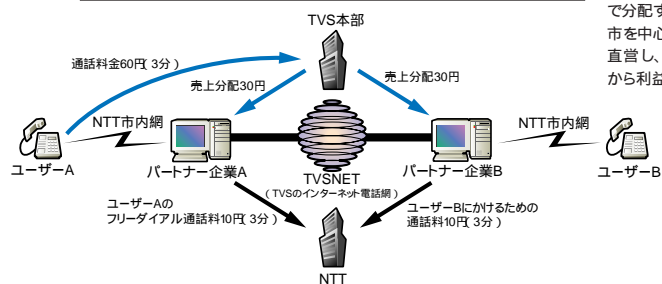 で分配す
市を中心
直営し、
から利益
TVS本部
通話料金60円(3分)
売上分配30円
売上分配30円
NTT市内網
NTT市内網
ユーザーA
パートナー企業A
TVSNET
(TVSのインターネット電話網)
パートナー企業B
ユーザーB
ユーザーAの
フリーダイアル通話料10円(3分)
ユーザーBにかけるための
通話料10円(3分)
NTT